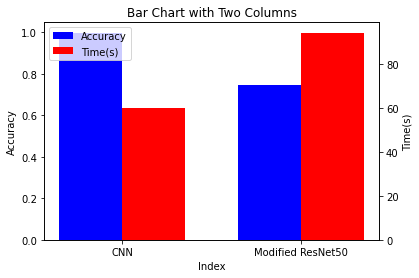 Bar Chart with Two Columns
Accuracy
Time(s)
1.0
0.8
0.6
0.4
0.2
0.0
Accuracy
80
60
40
20
0
Time(s)
CNN
Modified ResNet50
Index